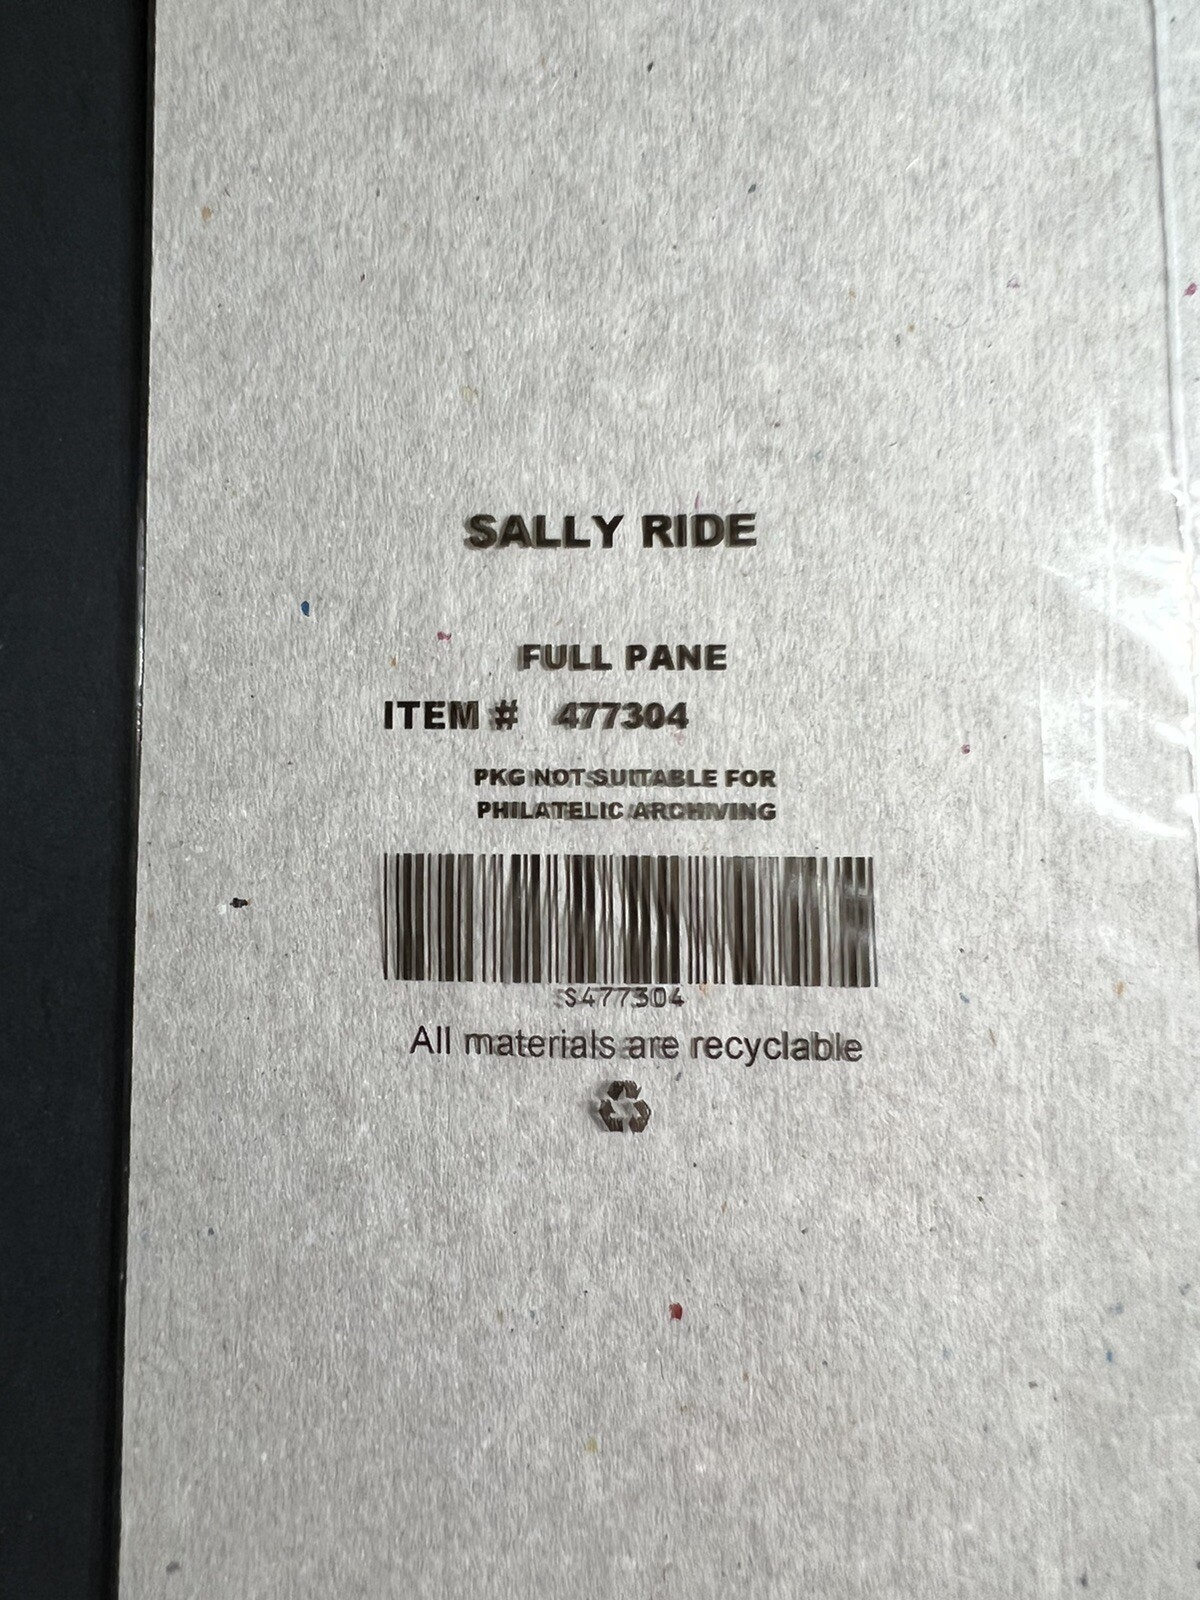 SALLY RIDE
FULL PANE
ITEM # 477304
PKG NOT SUITABLE FOR
PHILATELIC ARCHIVING
S477304
All materials are recyclable